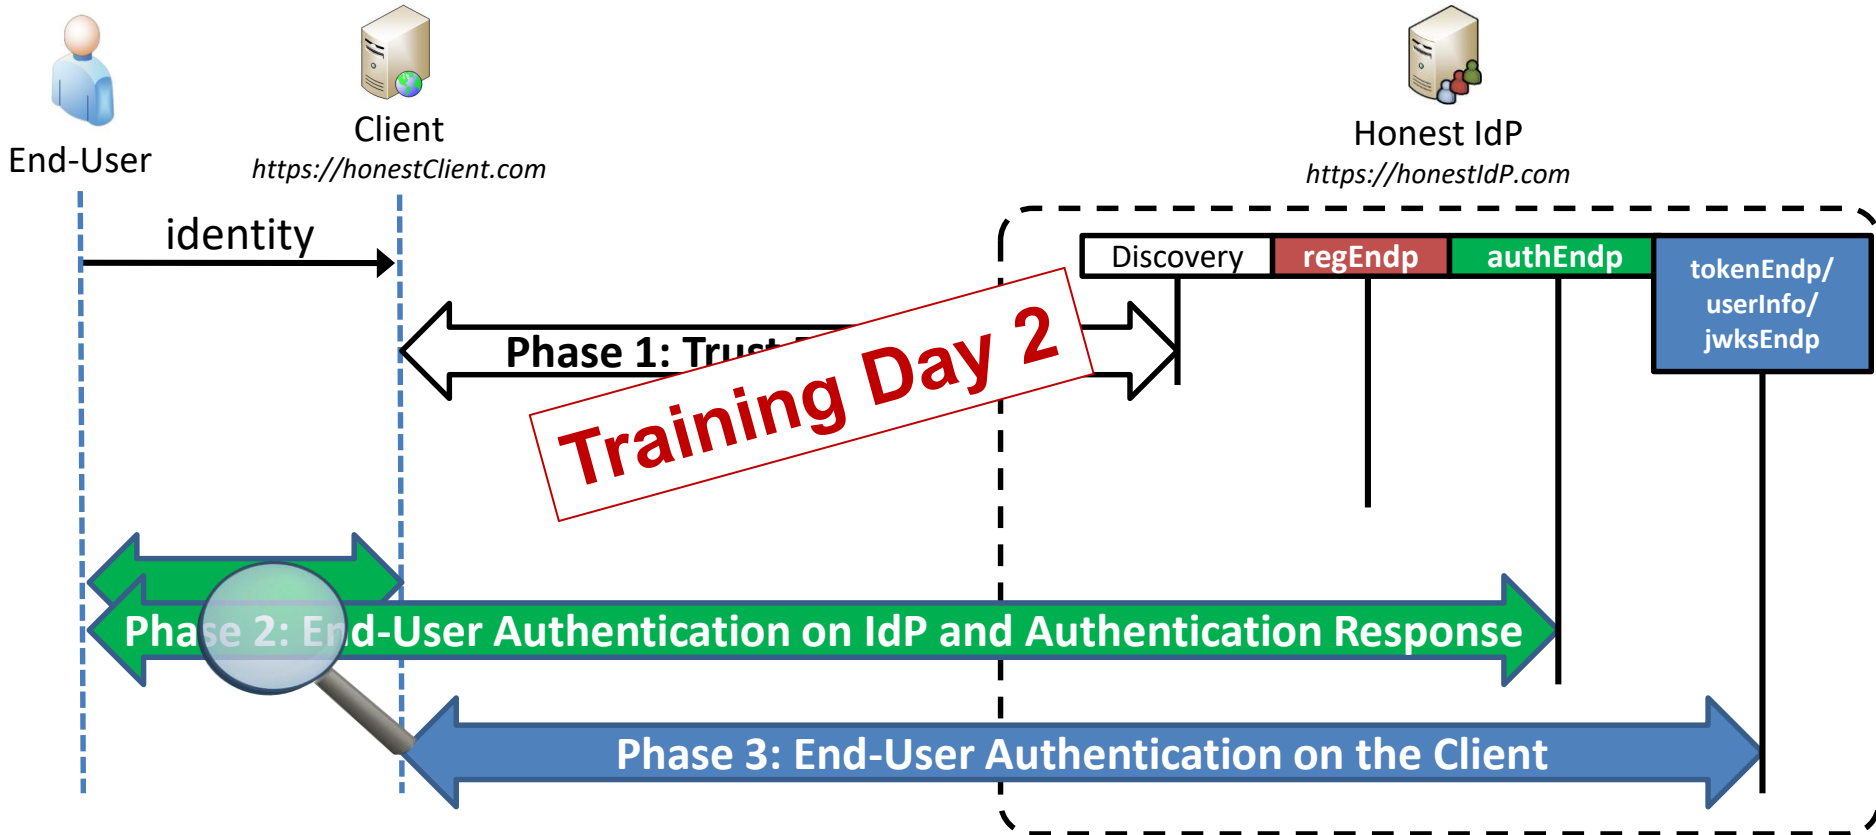 End-User
Client
https://honestClient.com
Honest IdP
https://honestIdP.com
identity
Discovery
regEndp
authEndp
tokenEndp/
userInfo/
jwksEndp
Phase 1: Trust
Training Day 2
Phase 2: End-User Authentication on IdP and Authentication Response
Phase 3: End-User Authentication on the Client